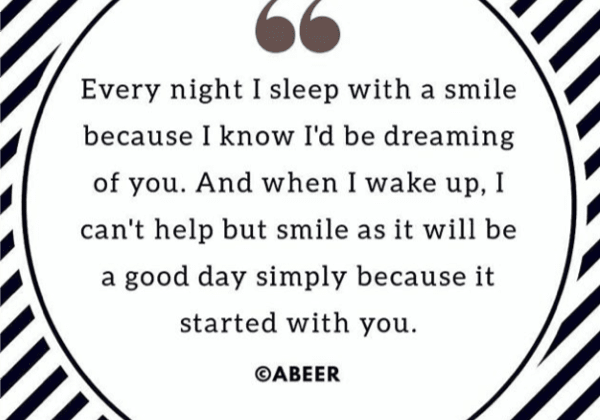 Every night I sleep with a smile
because I know I'd be dreaming
of you. And when I wake up, I
can't help but smile as it will be
a good day simply because it
started with you.
©ABEER